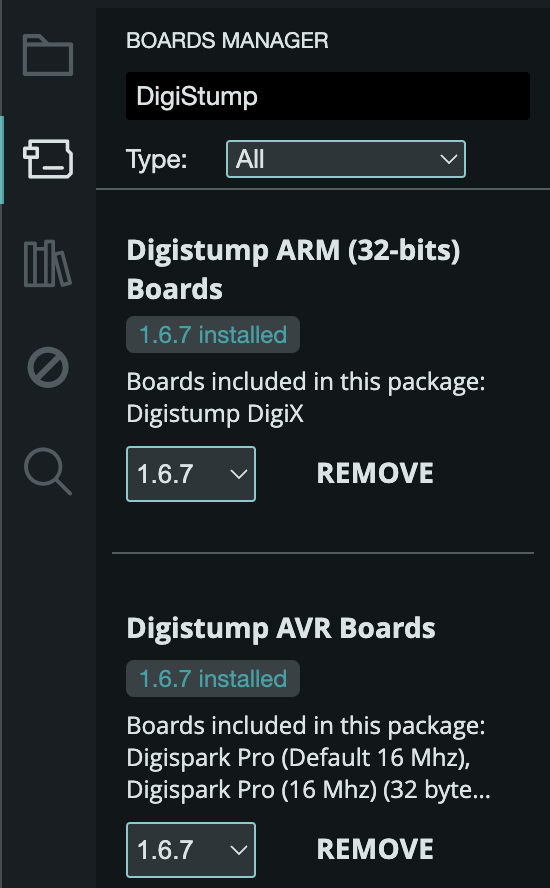 BOARDS MANAGER
DigiStump
Type:
All
Digistump ARM (32-bits)
Boards
1.6.7 installed
Boards included in this package:
Digistump DigiX
1.6.7
REMOVE
Digistump AVR Boards
1.6.7 installed
Boards included in this package:
Digispark Pro (Default 16 Mhz),
Digispark Pro (16 Mhz) (32 byte...
1.6.7
REMOVE